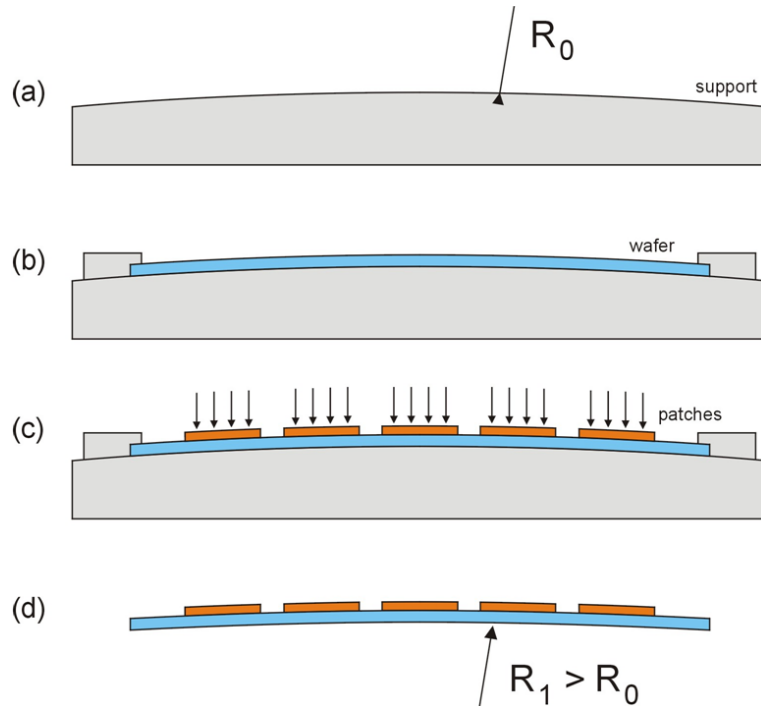 R₀
(a)
support
(b)
wafer
(c)
patches
(d)
R₁ > R₀